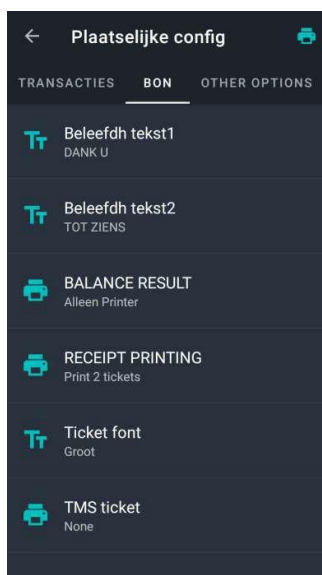 Plaatselijke config
TRANSACTIES BON OTHER OPTIONS
Beleefdh tekst1
DANK U
Beleefdh tekst2
TOT ZIENS
BALANCE RESULT
Alleen Printer
RECEIPT PRINTING
Print 2 tickets
Ticket font
Groot
TMS ticket
None